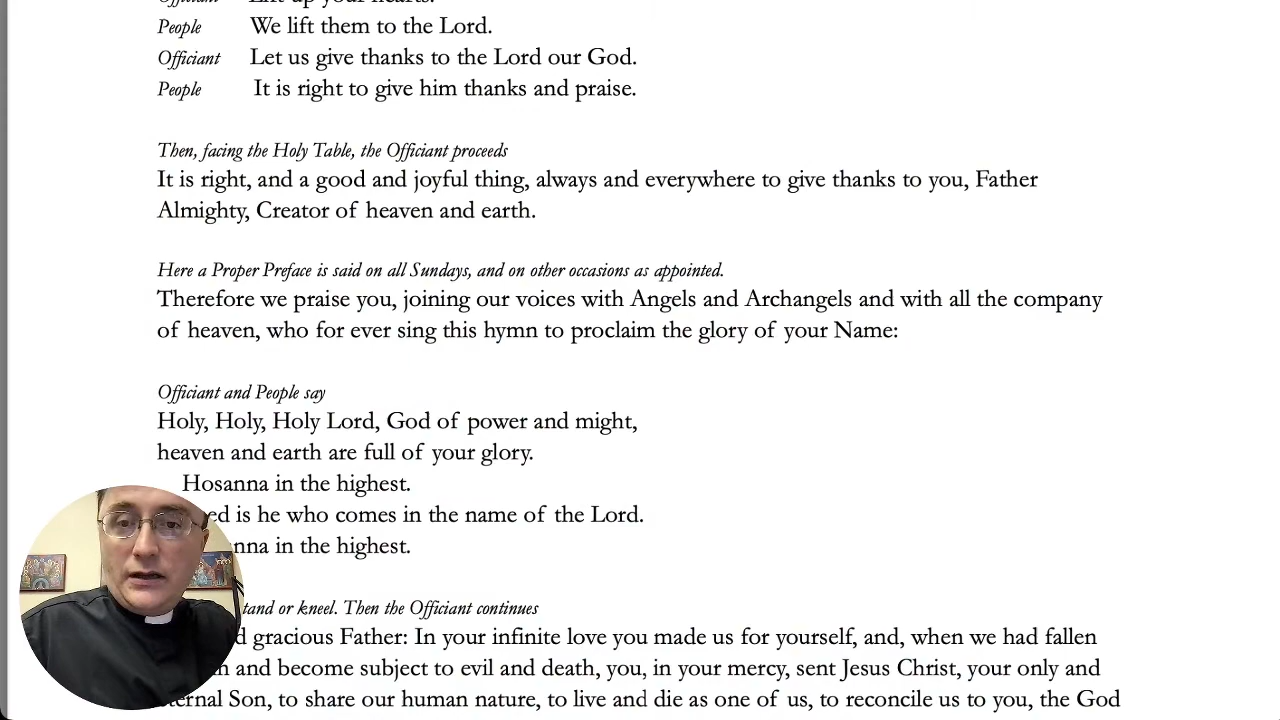 Lift up your hearts.
People We lift them to the Lord.
Officiant Let us give thanks to the Lord our God.
People It is right to give him thanks and praise.
Then, facing the Holy Table, the Officiant proceeds
It is right, and a good and joyful thing, always and everywhere to give thanks to you, Father
Almighty, Creator of heaven and earth.
Here a Proper Preface is said on all Sundays, and on other occasions as appointed.
Therefore we praise you, joining our voices with Angels and Archangels and with all the company
of heaven, who for ever sing this hymn to proclaim the glory of your Name:
Officiant and People say
Holy, Holy, Holy Lord, God of power and might,
heaven and earth are full of your glory.
Hosanna in the highest.
is he who comes in the name of the Lord.
in the highest.
or kneel. Then the Officiant continues
gracious Father: In your infinite love you made us for yourself, and, when we had fallen
and become subject to evil and death, you, in your mercy, sent Jesus Christ, your only and
Son, to share our human nature, to live and die as one of us, to reconcile us to you, the God